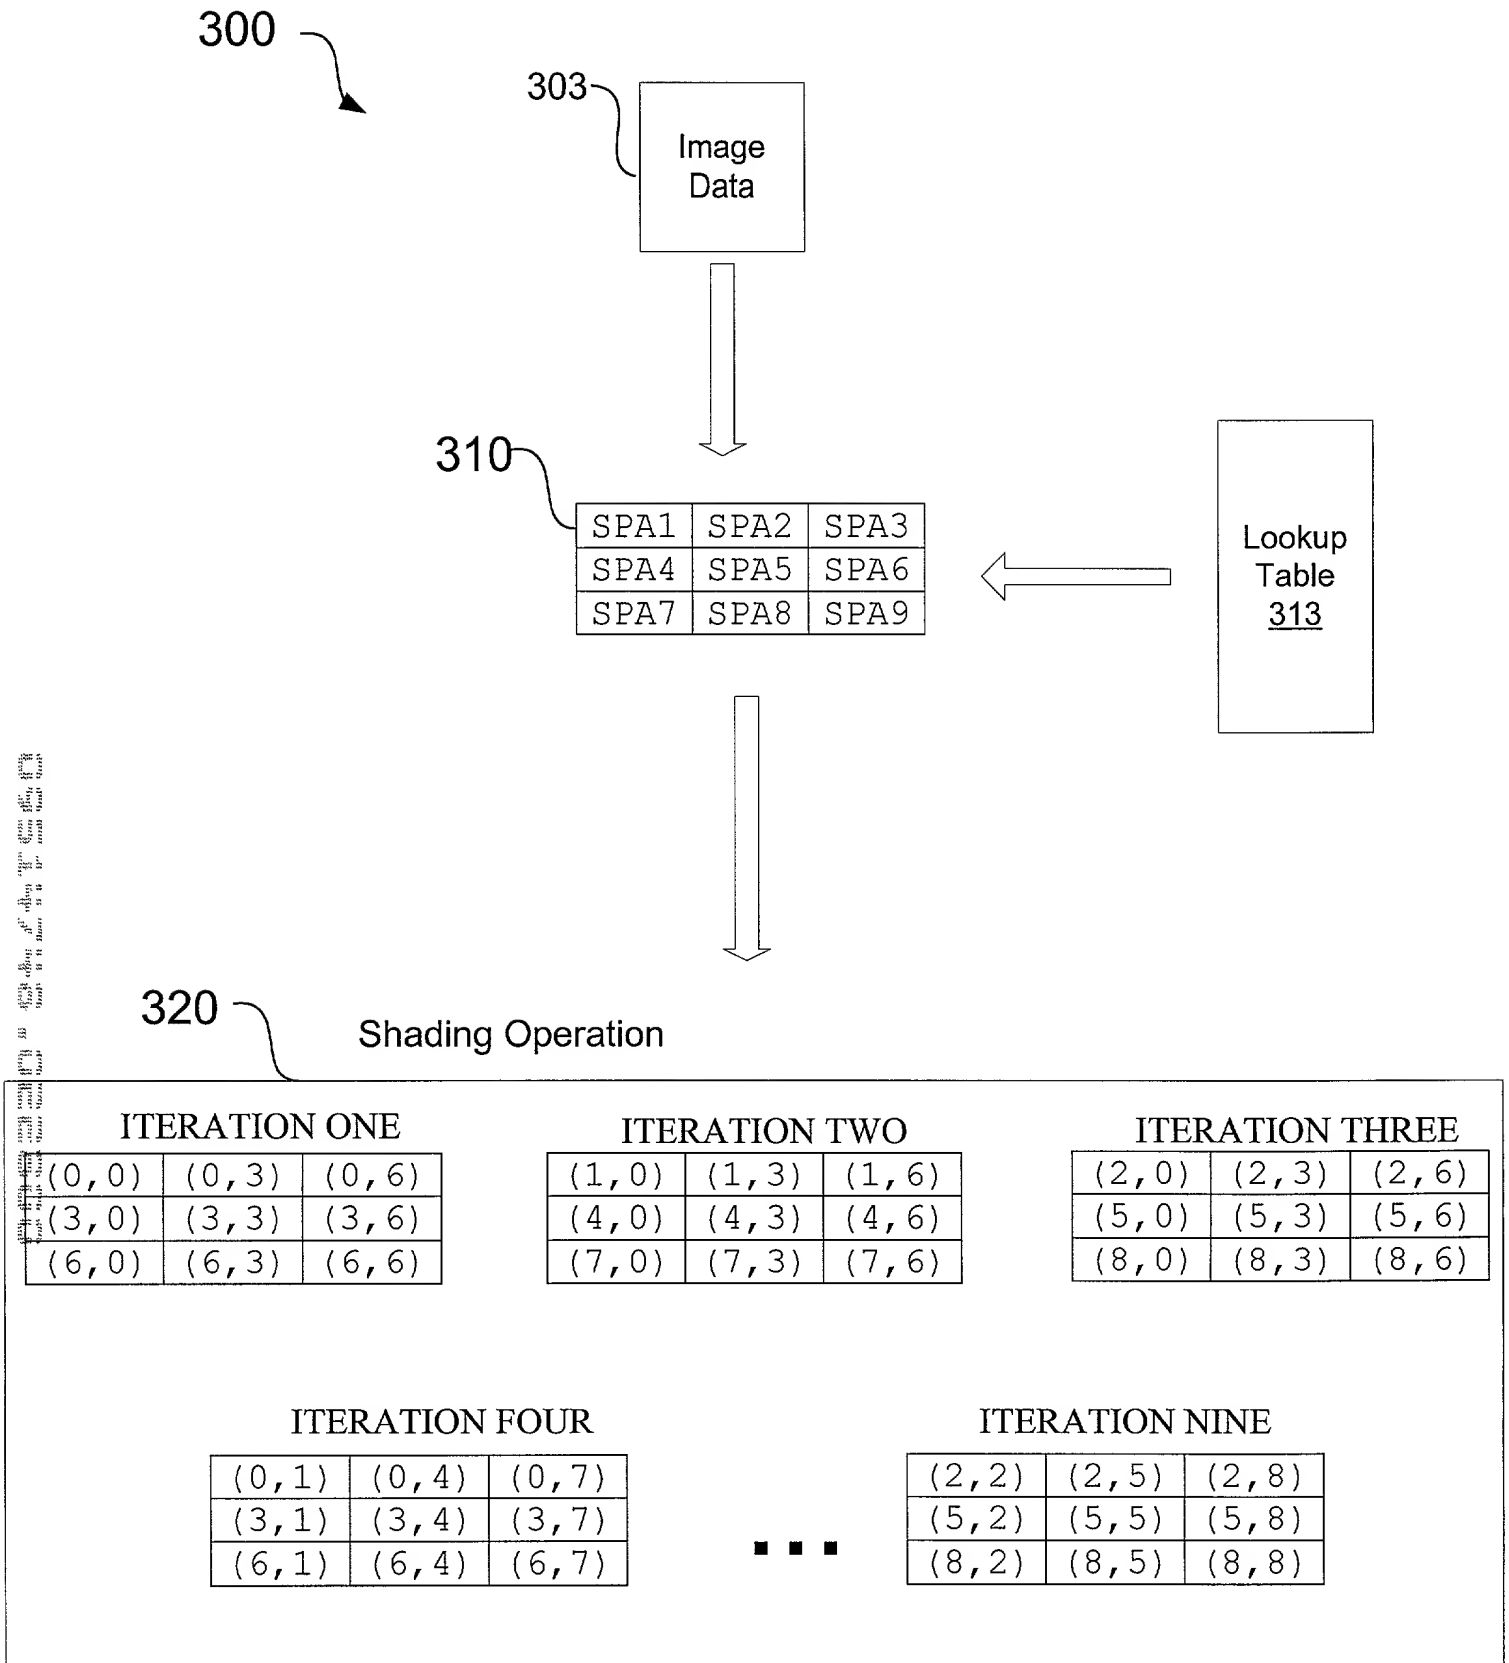 300
303
Image
Data
310
SPA1 SPA2 SPA3
SPA4 SPA5 SPA6
SPA7 SPA8 SPA9
Lookup
Table
313
320
Shading Operation
ITERATION ONE
(0,0) (0,3) (0,6)
(3,0) (3,3) (3,6)
(6,0) (6,3) (6,6)
ITERATION TWO
(1,0) (1,3) (1,6)
(4,0) (4,3) (4,6)
(7,0) (7,3) (7,6)
ITERATION THREE
(2,0) (2,3) (2,6)
(5,0) (5,3) (5,6)
(8,0) (8,3) (8,6)
ITERATION FOUR
(0,1) (0,4) (0,7)
(3,1) (3,4) (3,7)
(6,1) (6,4) (6,7)
...
ITERATION NINE
(2,2) (2,5) (2,8)
(5,2) (5,5) (5,8)
(8,2) (8,5) (8,8)